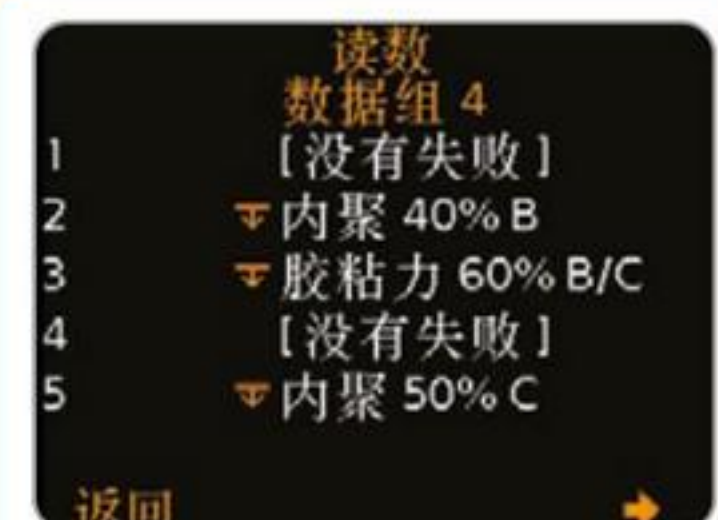 读数
数据组 4
1 [没有失败]
2 内聚 40% B
3 胶粘力 60% B/C
4 [没有失败]
5 内聚 50% C
返回